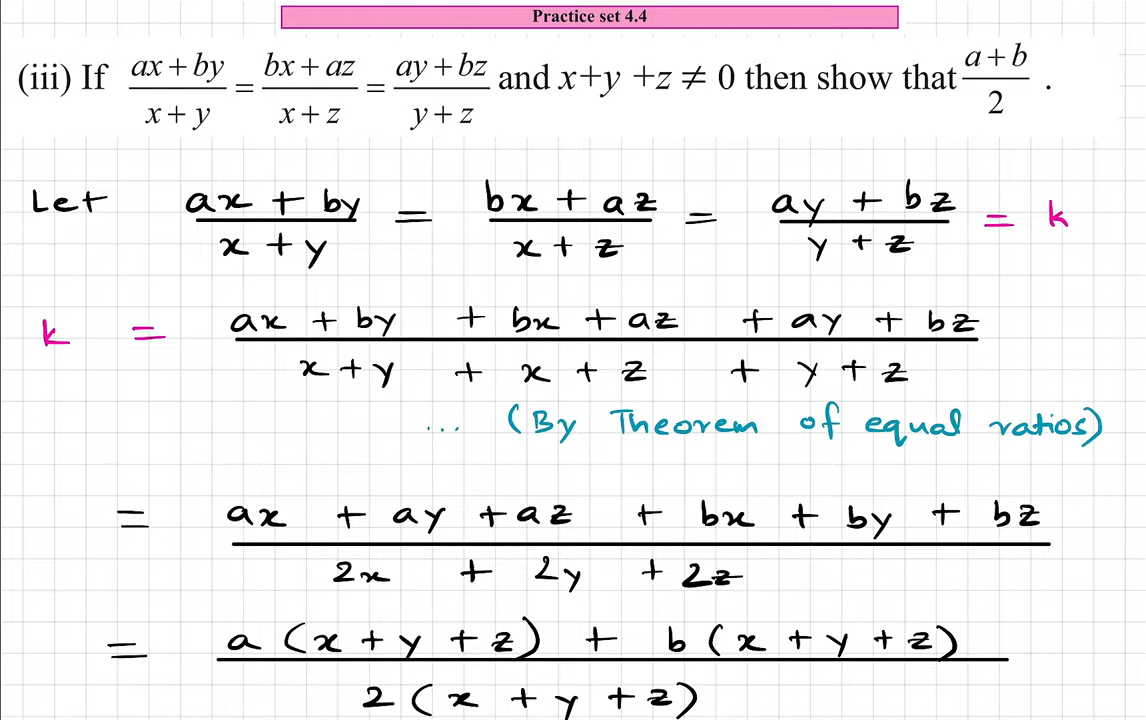 Practice set 4.4
(iii) If (ax + by)/(x + y) = (bx + az)/(x + z) = (ay + bz)/(y + z) and x+y +z ≠ 0 then show that (a + b)/2 .
Let (ax + by)/(x + y) = (bx + az)/(x + z) = (ay + bz)/(y + z) = k
k = (ax + by + bx + az + ay + bz)/(x + y + x + z + y + z)
... (By Theorem of equal ratios)
= (ax + ay + az + bx + by + bz)/(2x + 2y + 2z)
= (a (x + y + z) + b (x + y + z))/(2 (x + y + z))